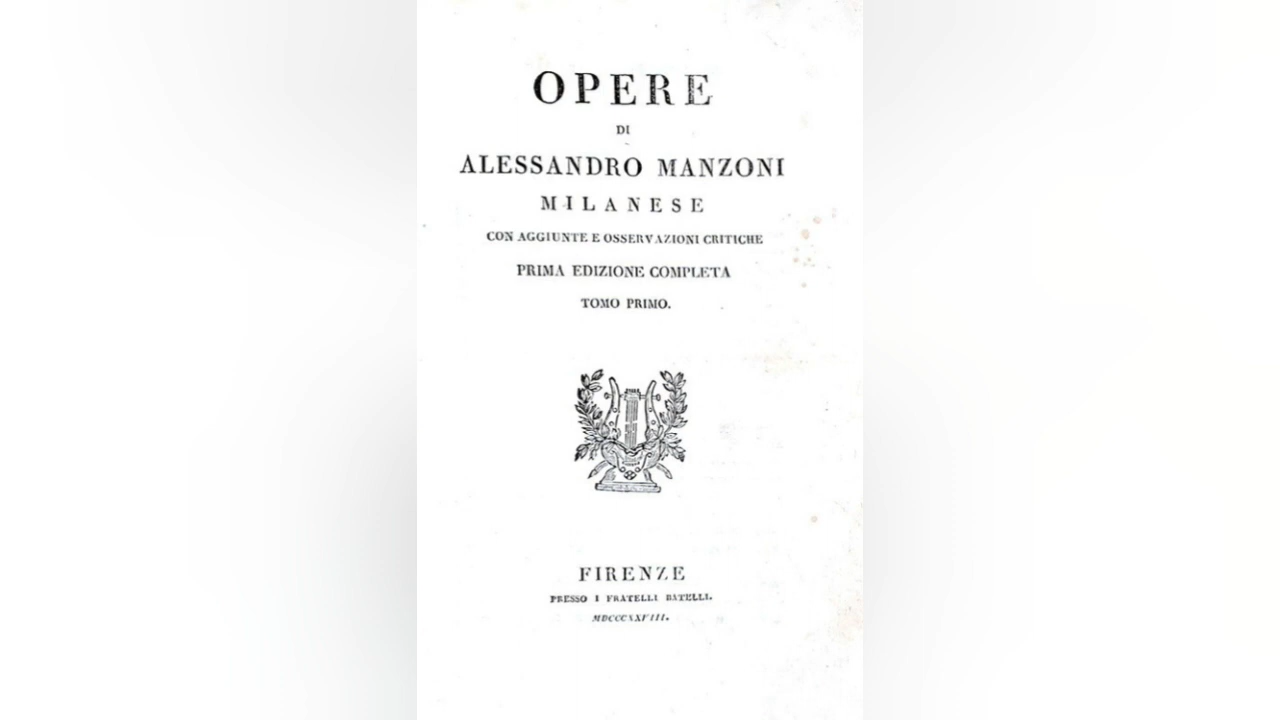 OPERE
DI
ALESSANDRO MANZONI
MILANESE
CON AGGIUNTE E OSSERVAZIONI CRITICHE
PRIMA EDIZIONE COMPLETA
TOMO PRIMO.
FIRENZE
PRESSO I FRATELLI BATELLI.
MDCCCXXVIII.